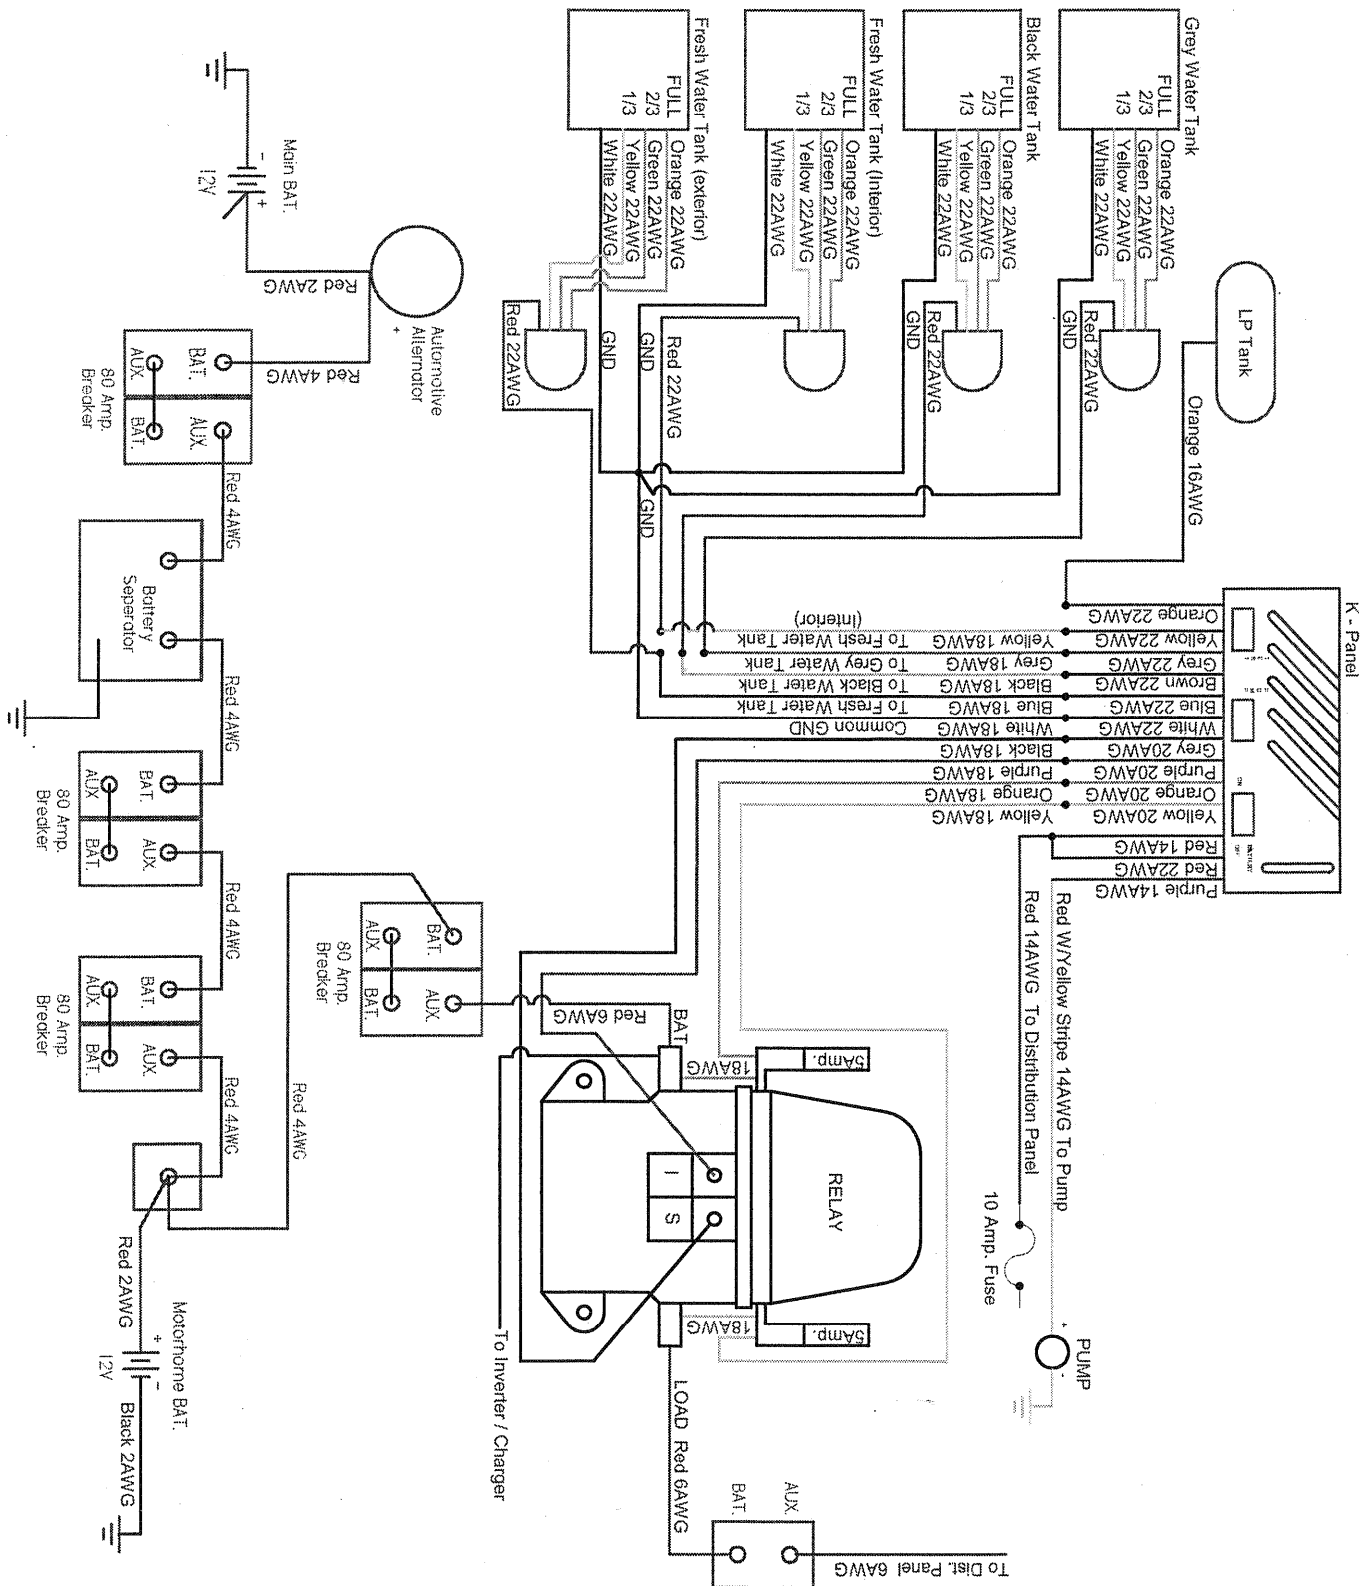 K - Panel
LP Tank
Orange 16AWG
Grey Water Tank
FULL
2/3
1/3
Orange 22AWG
Green 22AWG
Yellow 22AWG
White 22AWG
Red 22AWG
GND
Black Water Tank
FULL
2/3
1/3
Orange 22AWG
Green 22AWG
Yellow 22AWG
White 22AWG
Red 22AWG
GND
Fresh Water Tank (Interior)
FULL
2/3
1/3
Orange 22AWG
Green 22AWG
Yellow 22AWG
White 22AWG
Red 22AWG
GND
Fresh Water Tank (exterior)
FULL
2/3
1/3
Orange 22AWG
Green 22AWG
Yellow 22AWG
White 22AWG
Red 22AWG
GND
GND
Orange 22AWG
Yellow 22AWG
Grey 22AWG
Brown 22AWG
Blue 22AWG
White 22AWG
Grey 20AWG
Purple 20AWG
Orange 20AWG
Yellow 20AWG
Red 14AWG
Red 22AWG
Purple 14AWG
ON
OFF
BATTERY
Yellow 18AWG To Fresh Water Tank
(Interior)
Grey 18AWG To Grey Water Tank
Black 18AWG To Black Water Tank
Blue 18AWG To Fresh Water Tank
White 18AWG Common GND
Black 18AWG
Purple 18AWG
Orange 18AWG
Yellow 18AWG
Red W/Yellow Stripe 14AWG To Pump
Red 14AWG To Distribution Panel
10 Amp. Fuse
PUMP
+
-
5Amp.
18AWG
RELAY
I
S
5Amp.
18AWG
BAT
Red 6AWG
LOAD Red 6AWG
To Inverter / Charger
AUX.
BAT.
To Dist. Panel 6AWG
Main BAT.
12V
-
+
Red 2AWG
Automotive
Alternator
+
Red 4AWG
BAT.
AUX.
AUX.
BAT.
80 Amp.
Breaker
Red 4AWG
Battery
Seperator
Red 4AWG
BAT.
AUX.
AUX
BAT.
80 Amp.
Breaker
Red 4AWG
BAT.
AUX.
AUX.
BAT.
80 Amp.
Breaker
Red 4AWG
Red 4AWG
BAT.
AUX.
AUX.
BAT.
80 Amp.
Breaker
Red 2AWG
Motorhome BAT.
12V
+
-
Black 2AWG